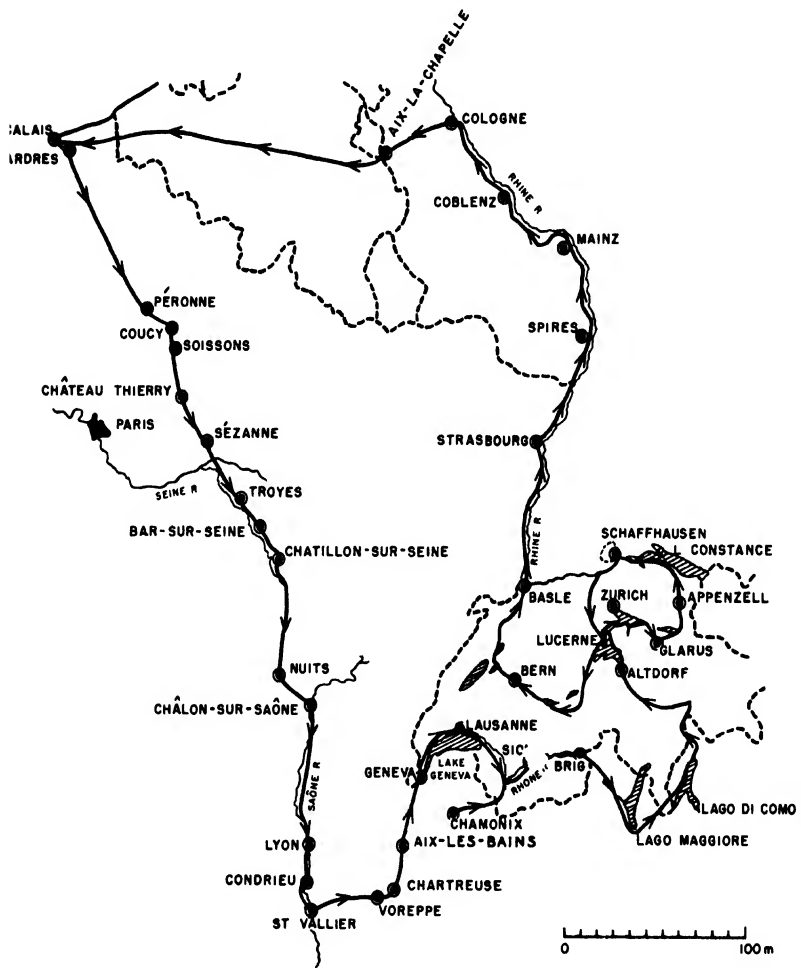 AIX-LA-CHAPELLE
CALAIS
ARDRES
COLOGNE
RHINE R
COBLENZ
MAINZ
PÉRONNE
COUCY
SOISSONS
SPIRES
CHÂTEAU THIERRY
PARIS
SÉZANNE
STRASBOURG
SEINE R
TROYES
BAR-SUR-SEINE
CHATILLON-SUR-SEINE
RHINE R
SCHAFFHAUSEN
L CONSTANCE
BASLE
ZURICH
APPENZELL
LUCERNE
GLARUS
NUITS
BERN
ALTDORF
CHÂLON-SUR-SAÔNE
LAUSANNE
SIO
GENEVA
LAKE
GENEVA
RHONE
BRIG
SAÔNE R
CHAMONIX
LAGO DI COMO
LYON
AIX-LES-BAINS
LAGO MAGGIORE
CONDRIEU
CHARTREUSE
VOREPPE
ST VALLIER
0
100 m